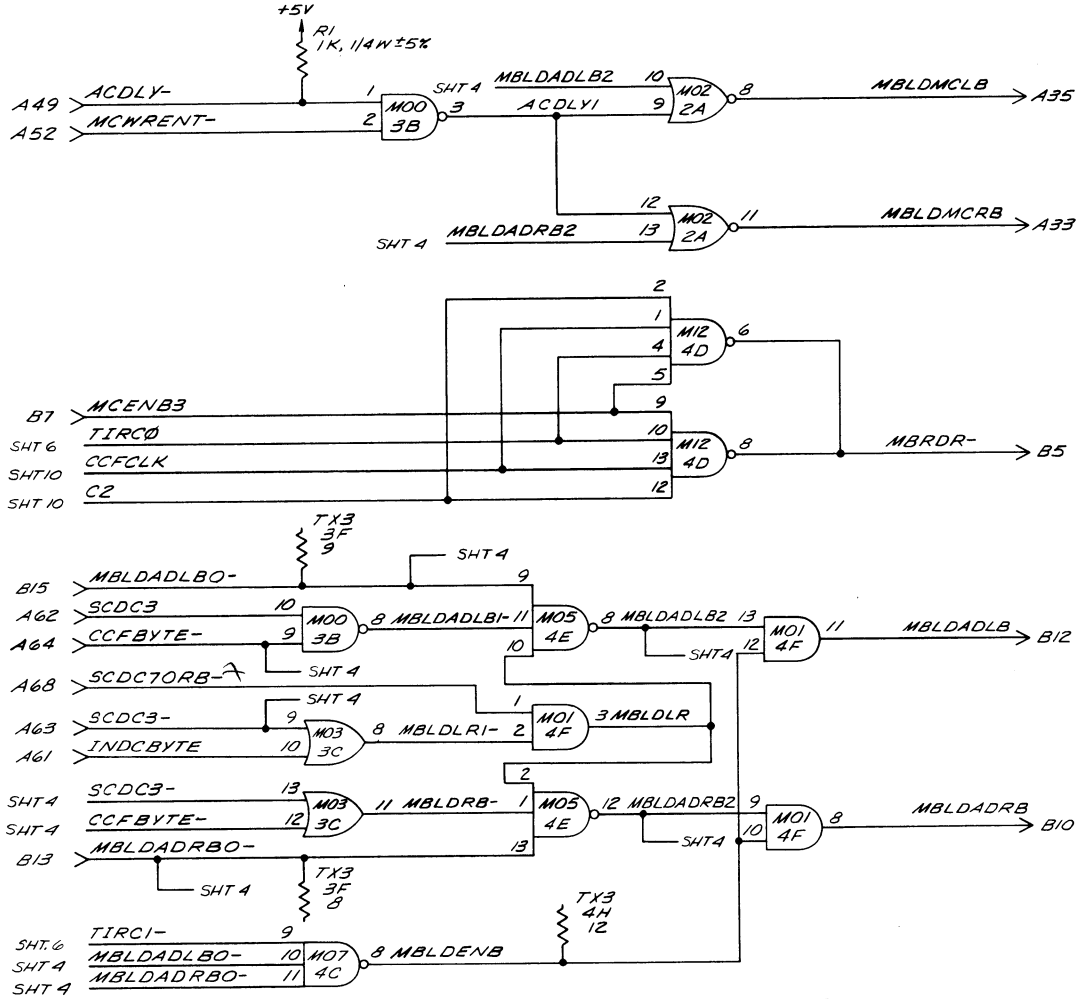 +5V
R1
1K, 1/4W ±5%
A49 ACDLY- 1
A52 MCWRENT- 2
M00
3B
3
SHT 4 MBLDADLB2 10
ACDLY1 9
M02
2A
8 MBLDMCLB A35
12
SHT 4 MBLDADRB2 13
M02
2A
11 MBLDMCRB A33
2
1
4
5
M12
4D
6
B7 MCENB3 9
SHT 6 TIRCØ 10
SHT 10 CCFCLK 13
SHT 10 C2 12
M12
4D
8 MBRDR- B5
TX3
3F
9
SHT 4
B15 MBLDADLBO- 9
A62 SCDC3 10
A64 CCFBYTE- 9
M00
3B
8 MBLDADLB1- 11
10
M05
4E
8 MBLDADLB2 13
SHT 4
12
M01
4F
11 MBLDADLB B12
SHT 4
A68 SCDC7ORB- 1
SHT 4
A63 SCDC3- 9
A61 INDCBYTE 10
M03
3C
8 MBLDLR1- 2
M01
4F
3 MBLDLR
2
SHT 4 SCDC3- 13
SHT 4 CCFBYTE- 12
M03
3C
11 MBLDRB- 1
B13 MBLDADRBO- 13
M05
4E
12 MBLDADRB2 9
SHT 4
10
M01
4F
8 MBLDADRB B10
SHT 4
TX3
3F
8
TX3
4H
12
SHT. 6 TIRC1- 9
SHT 4 MBLDADLBO- 10
SHT 4 MBLDADRBO- 11
M07
4C
8 MBLDENB